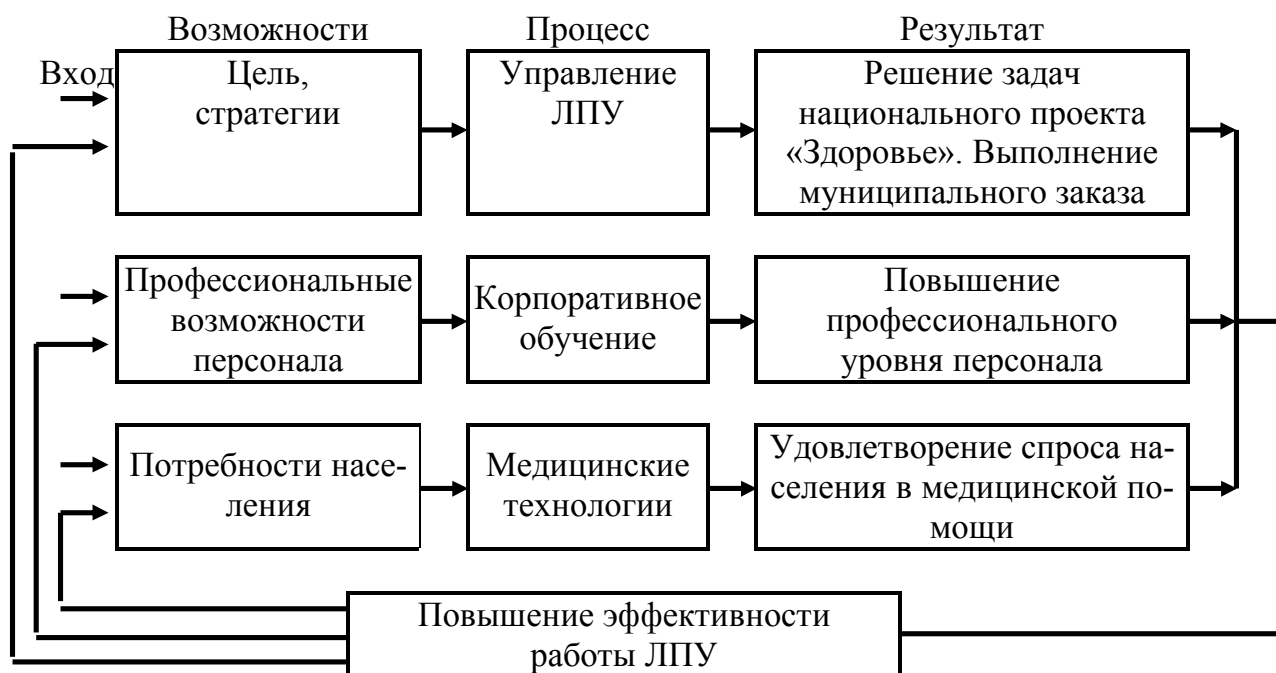 Возможности
Процесс
Результат
Вход
Цель,
стратегии
Управление
ЛПУ
Решение задач
национального проекта
«Здоровье». Выполнение
муниципального заказа
Профессиональные
возможности
персонала
Корпоративное
обучение
Повышение
профессионального
уровня персонала
Потребности насе-
ления
Медицинские
технологии
Удовлетворение спроса на-
селения в медицинской по-
мощи
Повышение эффективности
работы ЛПУ